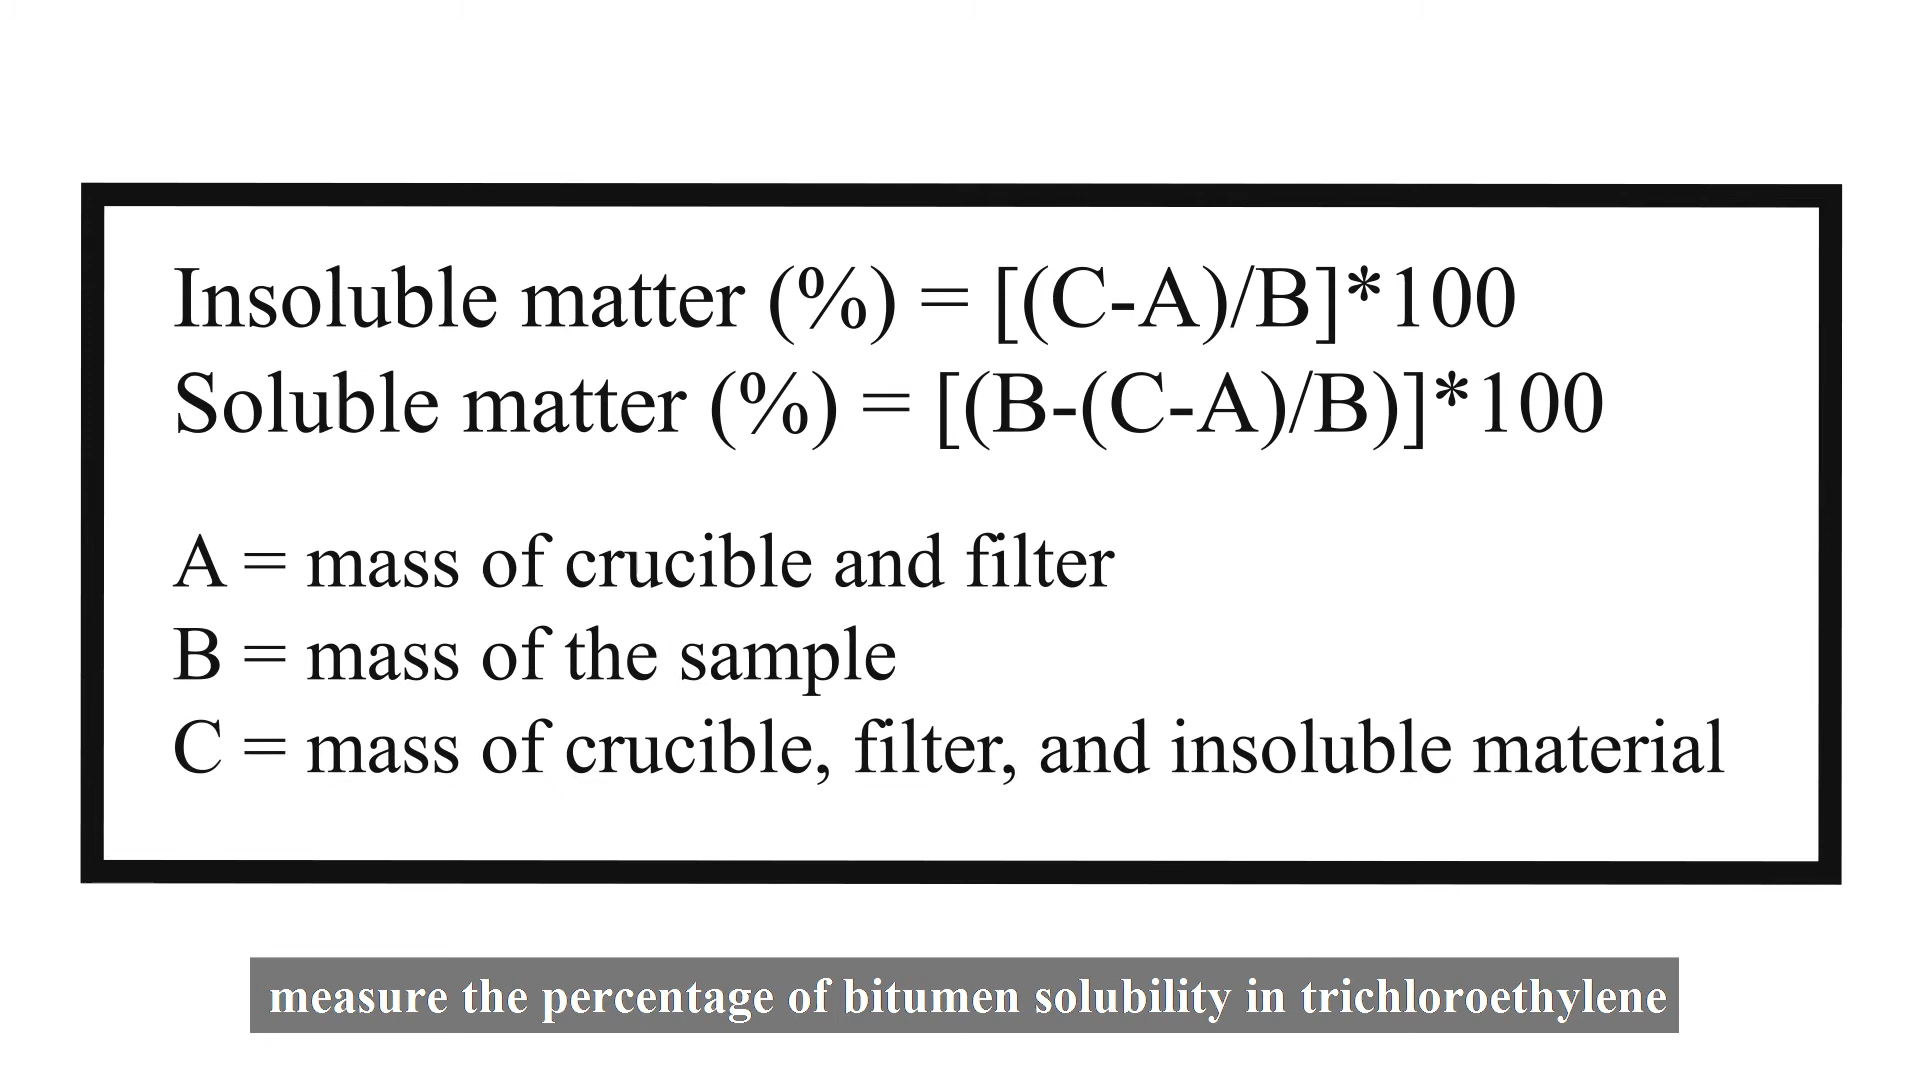 Insoluble matter (%) = [(C-A)/B]*100
Soluble matter (%) = [(B-(C-A)/B)]*100
A = mass of crucible and filter
B = mass of the sample
C = mass of crucible, filter, and insoluble material
measure the percentage of bitumen solubility in trichloroethylene